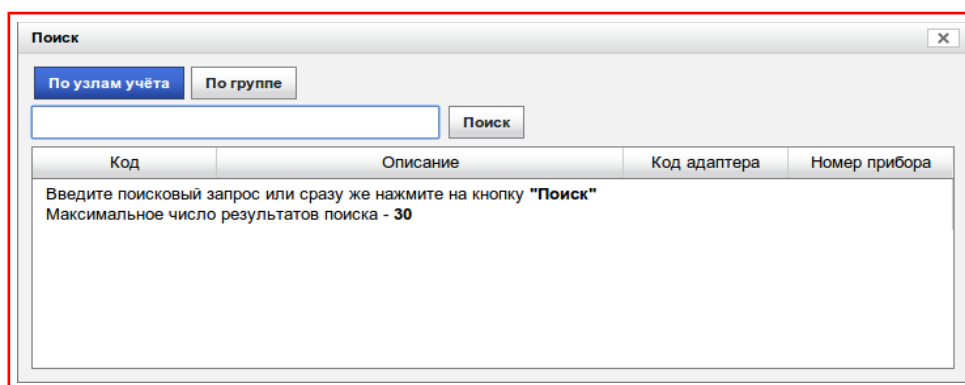 Поиск
По узлам учёта По группе
Поиск
Код Описание Код адаптера Номер прибора
Введите поисковый запрос или сразу же нажмите на кнопку "Поиск"
Максимальное число результатов поиска - 30